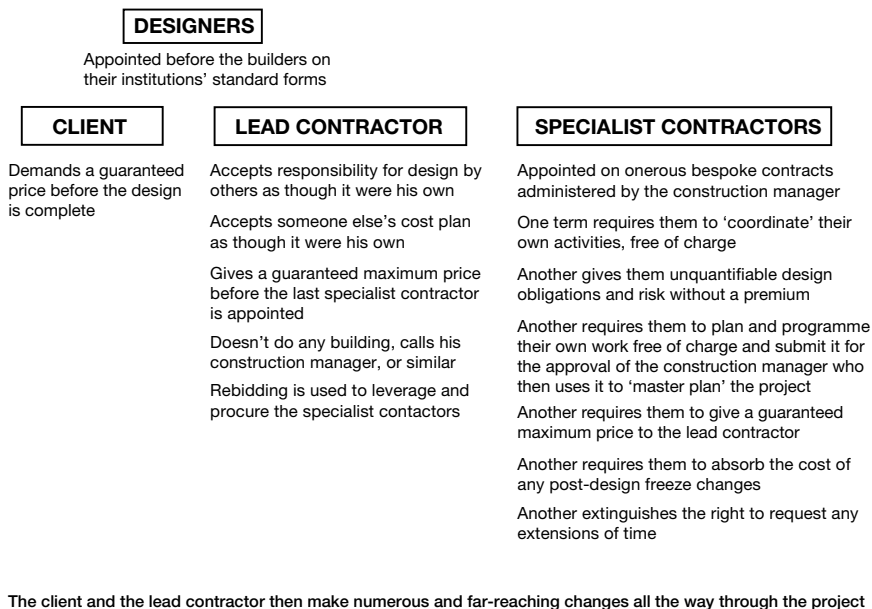 DESIGNERS
Appointed before the builders on
their institutions’ standard forms
CLIENT
Demands a guaranteed
price before the design
is complete
LEAD CONTRACTOR
Accepts responsibility for design by
others as though it were his own
Accepts someone else’s cost plan
as though it were his own
Gives a guaranteed maximum price
before the last specialist contractor
is appointed
Doesn’t do any building, calls his
construction manager, or similar
Rebidding is used to leverage and
procure the specialist contactors
SPECIALIST CONTRACTORS
Appointed on onerous bespoke contracts
administered by the construction manager
One term requires them to ‘coordinate’ their
own activities, free of charge
Another gives them unquantifiable design
obligations and risk without a premium
Another requires them to plan and programme
their own work free of charge and submit it for
the approval of the construction manager who
then uses it to ‘master plan’ the project
Another requires them to give a guaranteed
maximum price to the lead contractor
Another requires them to absorb the cost of
any post-design freeze changes
Another extinguishes the right to request any
extensions of time
The client and the lead contractor then make numerous and far-reaching changes all the way through the project